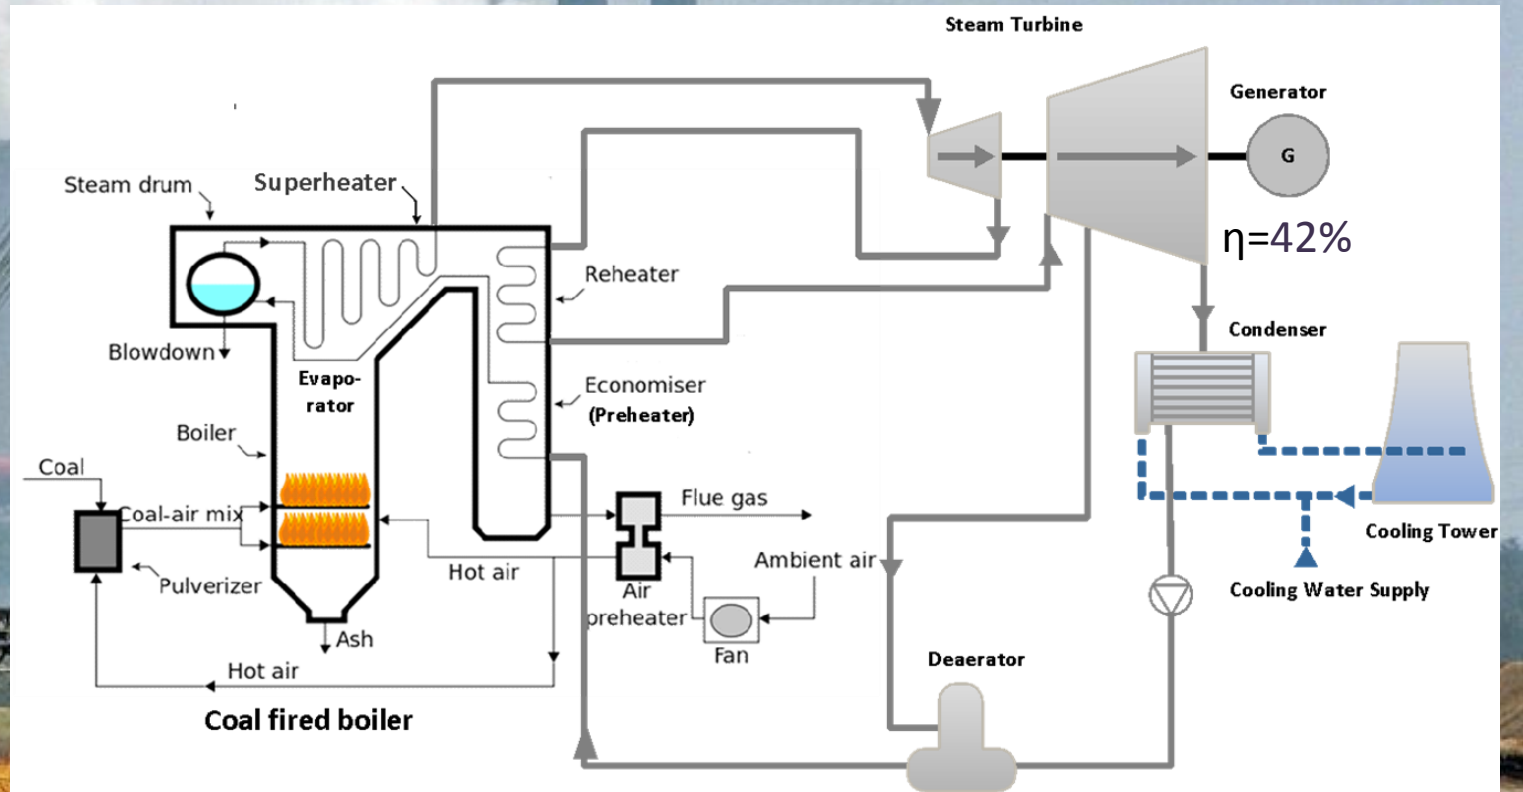 Steam Turbine
Generator
G
η=42%
Steam drum
Superheater
Reheater
Blowdown
Condenser
Evapo-
rator
Economiser
(Preheater)
Boiler
Coal
Coal-air mix
Flue gas
Pulverizer
Hot air
Ambient air
Air
preheater
Cooling Tower
Cooling Water Supply
Ash
Fan
Hot air
Deaerator
Coal fired boiler